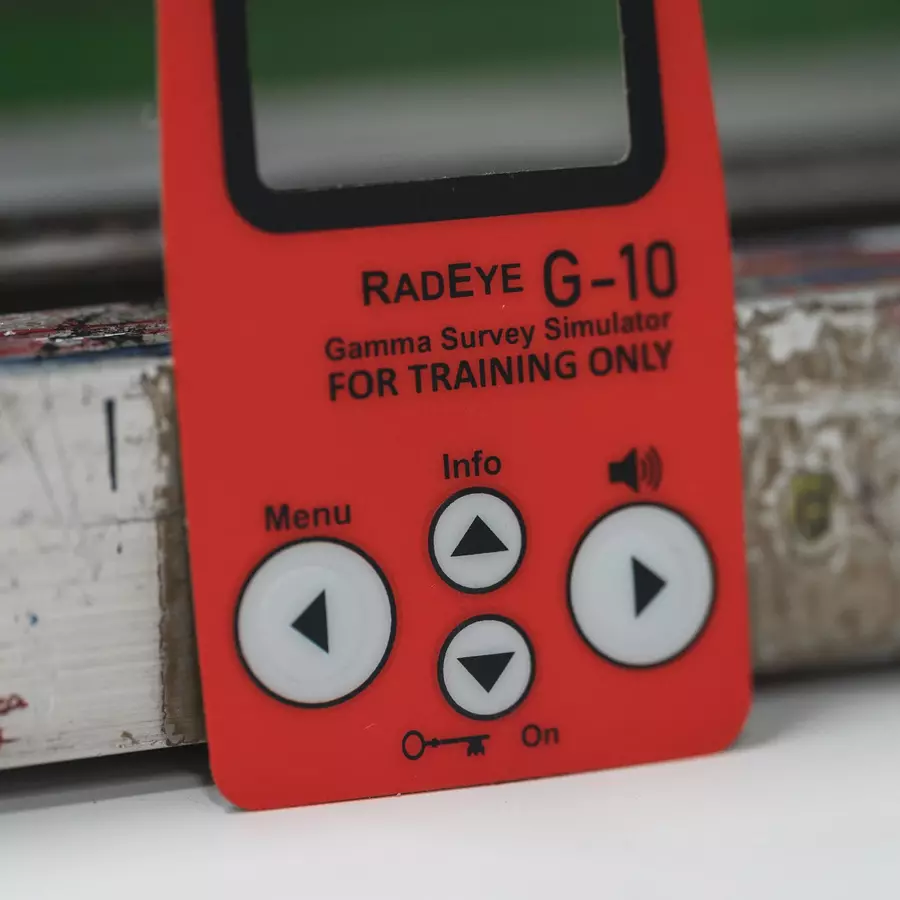 RADEYE G-10
Gamma Survey Simulator
FOR TRAINING ONLY
Info
Menu
On